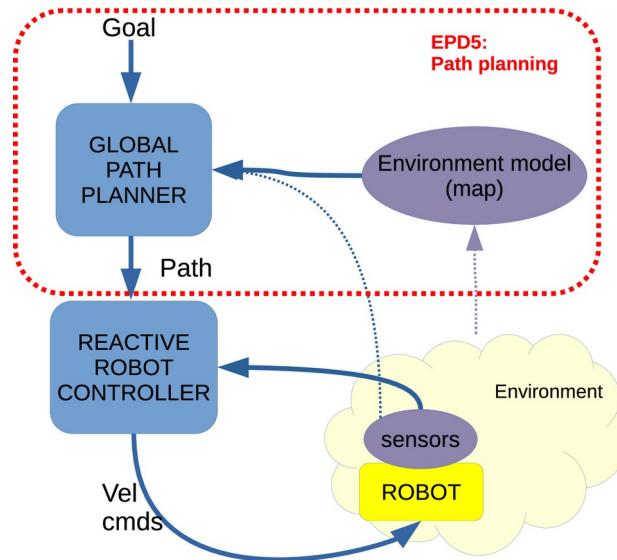 Goal
EPD5:
Path planning
GLOBAL
PATH
PLANNER
Environment model
(map)
Path
REACTIVE
ROBOT
CONTROLLER
Environment
sensors
ROBOT
Vel
cmds